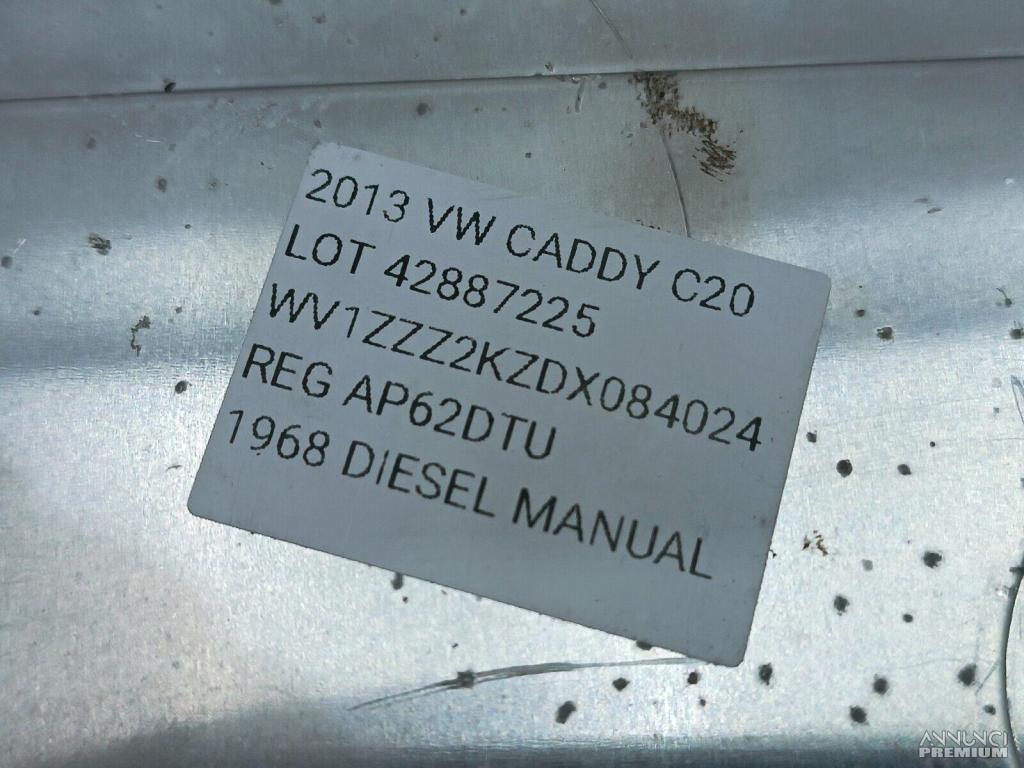 2013 VW CADDY C20
LOT 42887225
WV1ZZZ2KZDX084024
REG AP62DTU
1968 DIESEL MANUAL
ANNUNCI
PREMIUM